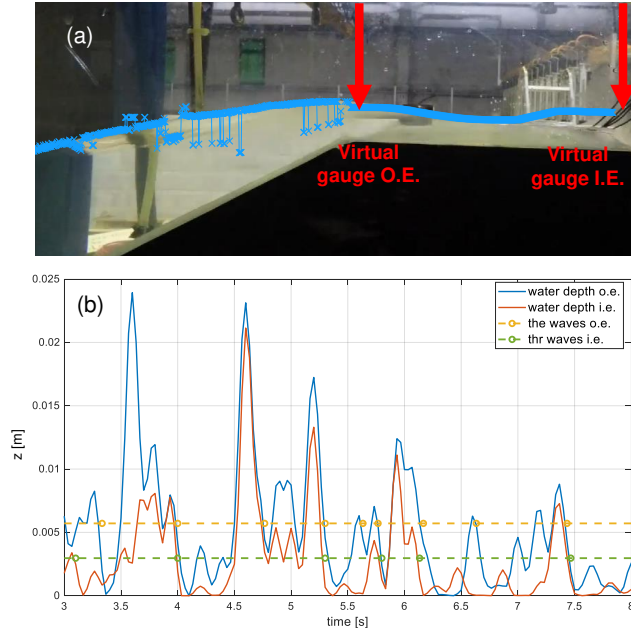 (a)
Virtual
gauge O.E.
Virtual
gauge I.E.
(b)
0.025
0.02
0.015
0.01
0.005
0
z [m]
water depth o.e.
water depth i.e.
the waves o.e.
thr waves i.e.
3
3.5
4
4.5
5
5.5
6
6.5
7
7.5
8
time [s]